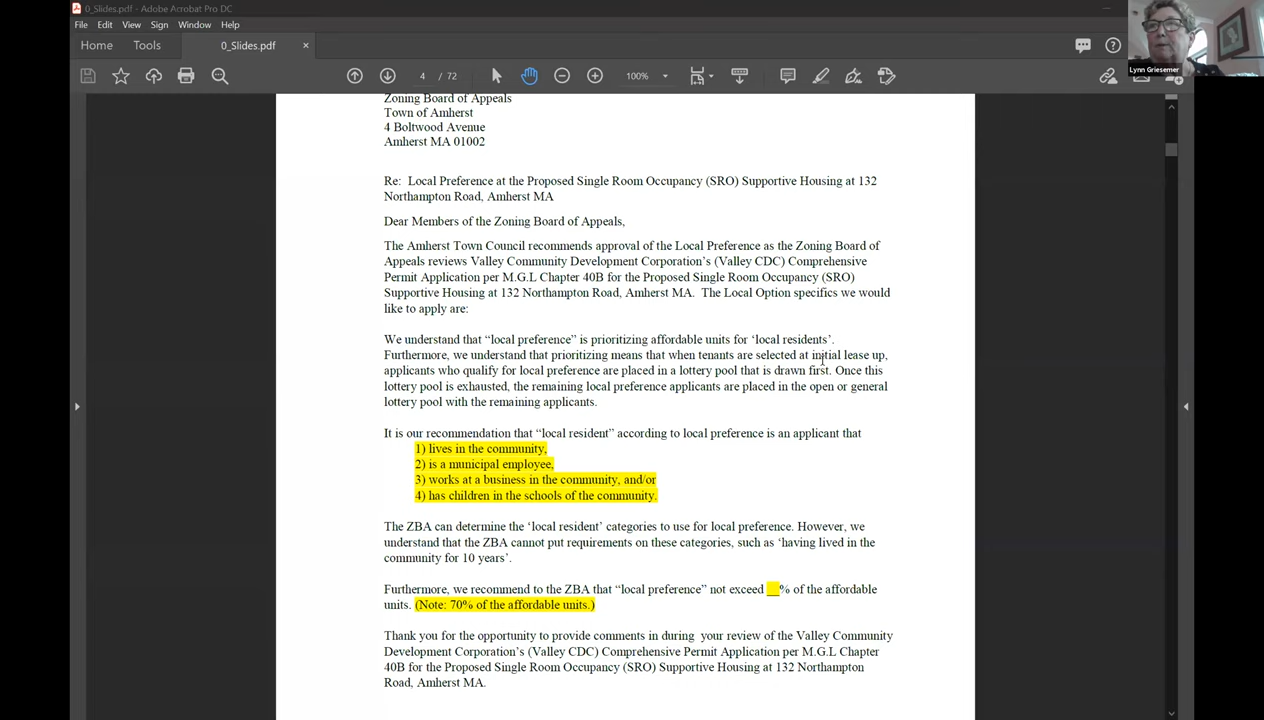 0_Slides.pdf - Adobe Acrobat Pro DC
File Edit View Sign Window Help
Home Tools 0_Slides.pdf ×
4 / 72 100%
Lynn Griesemer
Zoning Board of Appeals
Town of Amherst
4 Boltwood Avenue
Amherst MA 01002
Re: Local Preference at the Proposed Single Room Occupancy (SRO) Supportive Housing at 132
Northampton Road, Amherst MA
Dear Members of the Zoning Board of Appeals,
The Amherst Town Council recommends approval of the Local Preference as the Zoning Board of
Appeals reviews Valley Community Development Corporation's (Valley CDC) Comprehensive
Permit Application per M.G.L Chapter 40B for the Proposed Single Room Occupancy (SRO)
Supportive Housing at 132 Northampton Road, Amherst MA. The Local Option specifics we would
like to apply are:
We understand that “local preference” is prioritizing affordable units for ‘local residents’.
Furthermore, we understand that prioritizing means that when tenants are selected at initial lease up,
applicants who qualify for local preference are placed in a lottery pool that is drawn first. Once this
lottery pool is exhausted, the remaining local preference applicants are placed in the open or general
lottery pool with the remaining applicants.
It is our recommendation that “local resident” according to local preference is an applicant that
1) lives in the community,
2) is a municipal employee,
3) works at a business in the community, and/or
4) has children in the schools of the community.
The ZBA can determine the ‘local resident’ categories to use for local preference. However, we
understand that the ZBA cannot put requirements on these categories, such as ‘having lived in the
community for 10 years’.
Furthermore, we recommend to the ZBA that “local preference” not exceed __% of the affordable
units. (Note: 70% of the affordable units.)
Thank you for the opportunity to provide comments in during your review of the Valley Community
Development Corporation’s (Valley CDC) Comprehensive Permit Application per M.G.L Chapter
40B for the Proposed Single Room Occupancy (SRO) Supportive Housing at 132 Northampton
Road, Amherst MA.